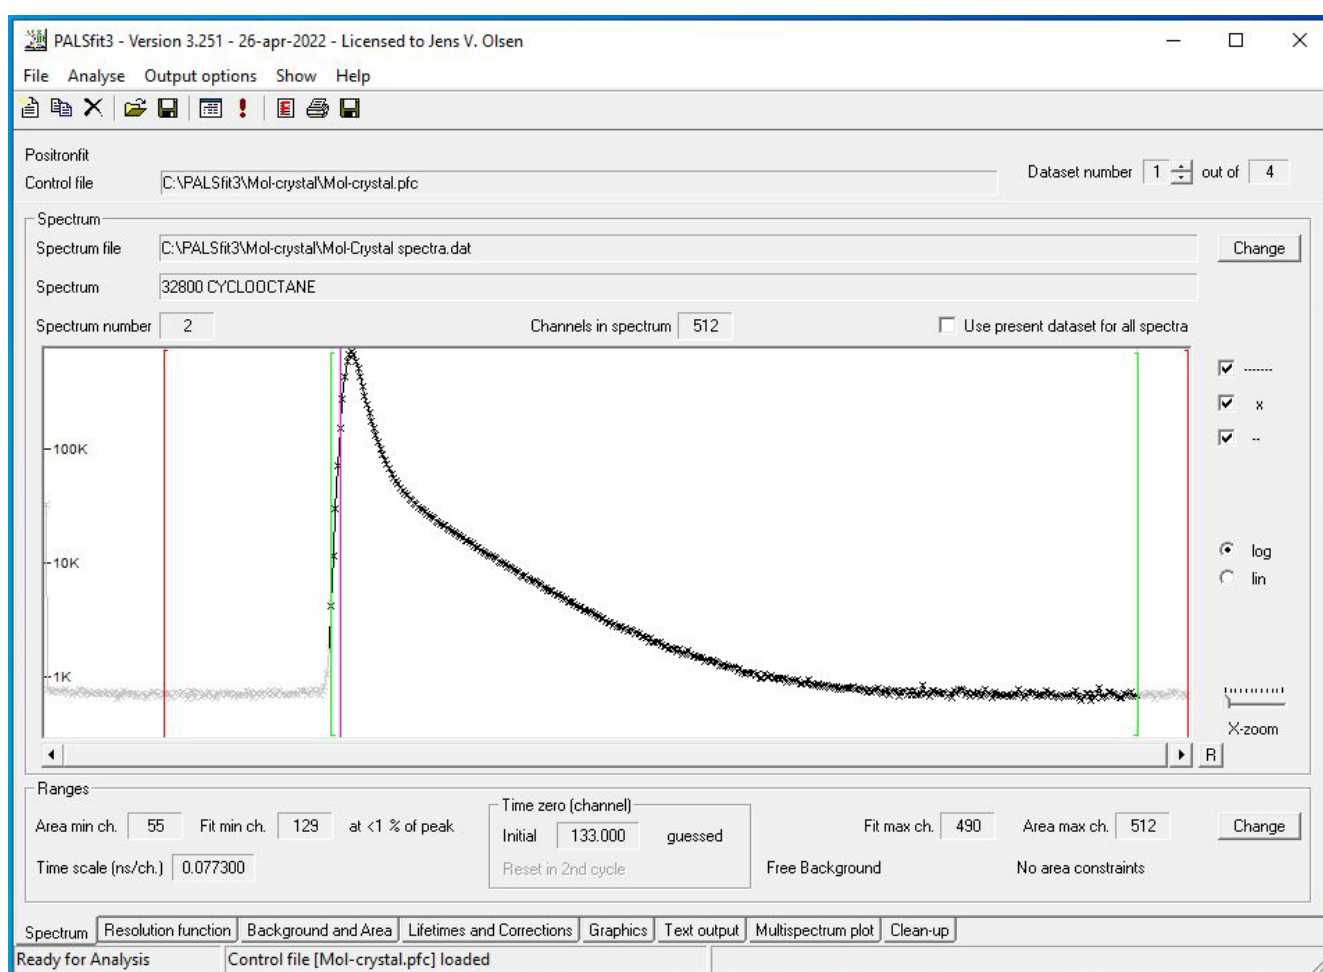 PALSfit3 - Version 3.251 - 26-apr-2022 - Licensed to Jens V. Olsen
File Analyse Output options Show Help
Positronfit
Control file C:\PALSfit3\Mol-crystal\Mol-crystal.pfc Dataset number 1 out of 4
Spectrum
Spectrum file C:\PALSfit3\Mol-crystal\Mol-Crystal spectra.dat Change
Spectrum 32800 CYCLOOCTANE
Spectrum number 2 Channels in spectrum 512 Use present dataset for all spectra
-------
x
--
100K
10K
1K
log
lin
X-zoom
R
Ranges
Area min ch. 55 Fit min ch. 129 at <1 % of peak
Time zero (channel)
Initial 133.000 guessed
Fit max ch. 490 Area max ch. 512 Change
Time scale (ns/ch.) 0.077300
Reset in 2nd cycle
Free Background No area constraints
Spectrum Resolution function Background and Area Lifetimes and Corrections Graphics Text output Multispectrum plot Clean-up
Ready for Analysis Control file [Mol-crystal.pfc] loaded